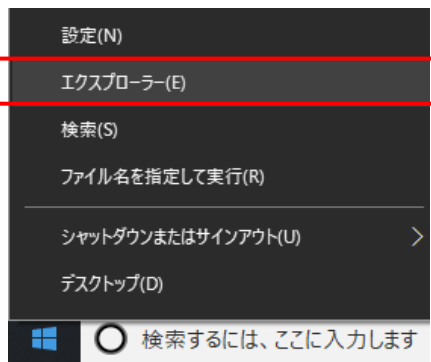 設定(N)
エクスプローラー(E)
検索(S)
ファイル名を指定して実行(R)
シャットダウンまたはサインアウト(U)
デスクトップ(D)
検索するには、ここに入力します